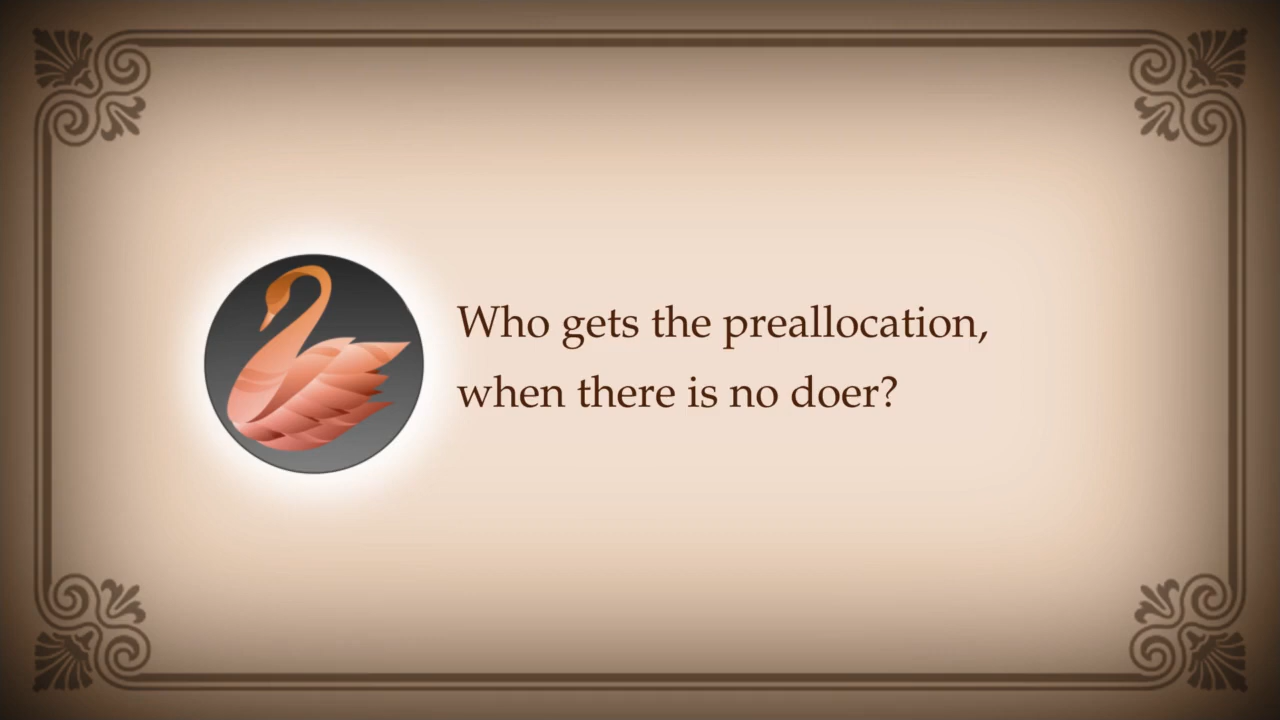 Who gets the preallocation,
when there is no doer?